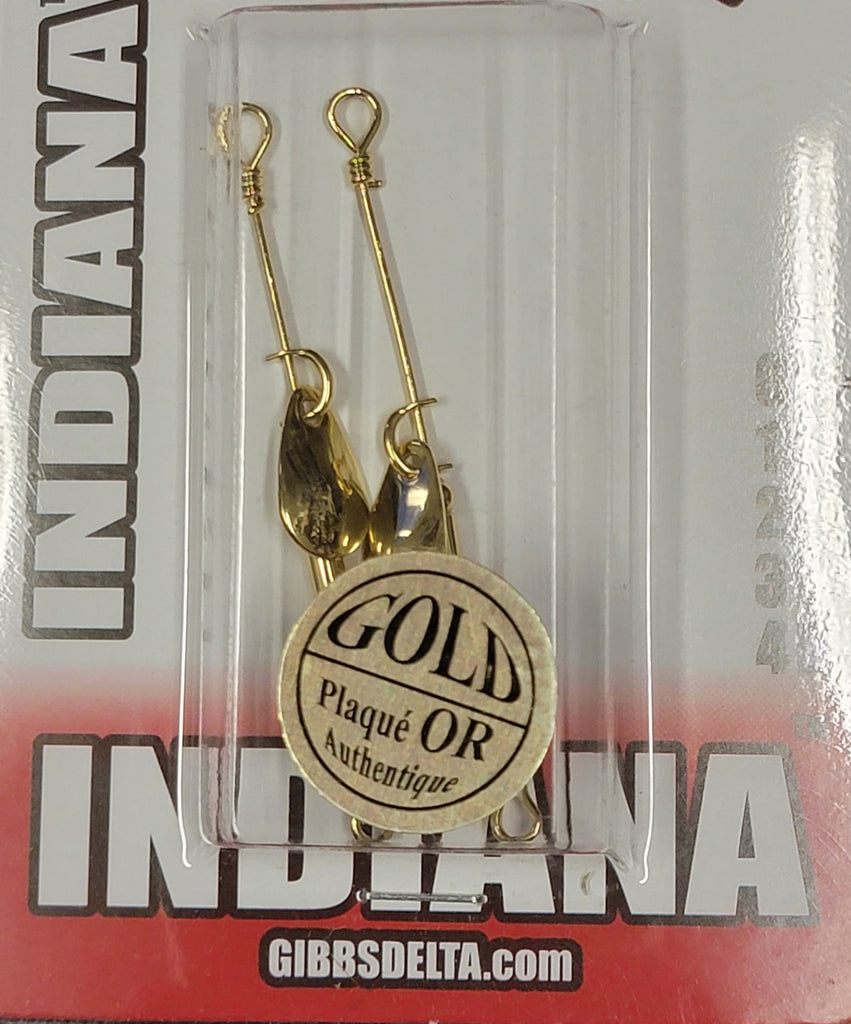 INDIANA
GOLD
Plaqué OR
Authentique
INDIANA
GIBBSDELTA.com